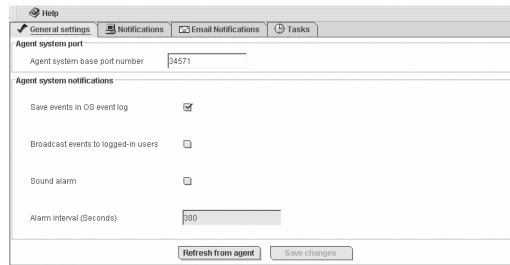 Help
General settings
Notifications
Email Notifications
Tasks
Agent system port
Agent system base port number 34571
Agent system notifications
Save events in OS event log
Broadcast events to logged-in users
Sound alarm
Alarm interval (Seconds) 300
Refresh from agent Save changes